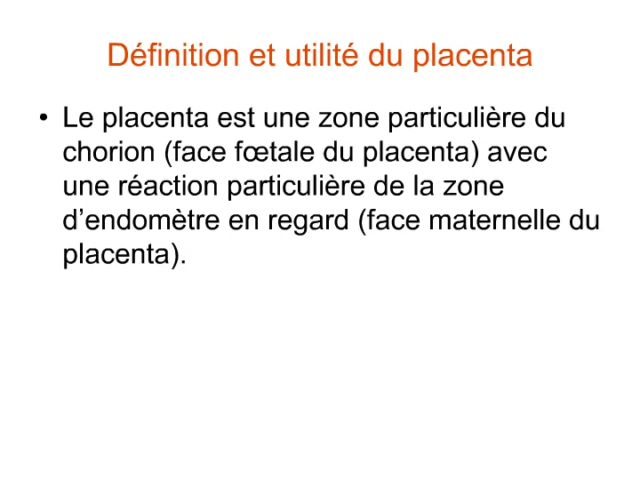 Définition et utilité du placenta
• Le placenta est une zone particulière du
chorion (face fœtale du placenta) avec
une réaction particulière de la zone
d’endomètre en regard (face maternelle du
placenta).